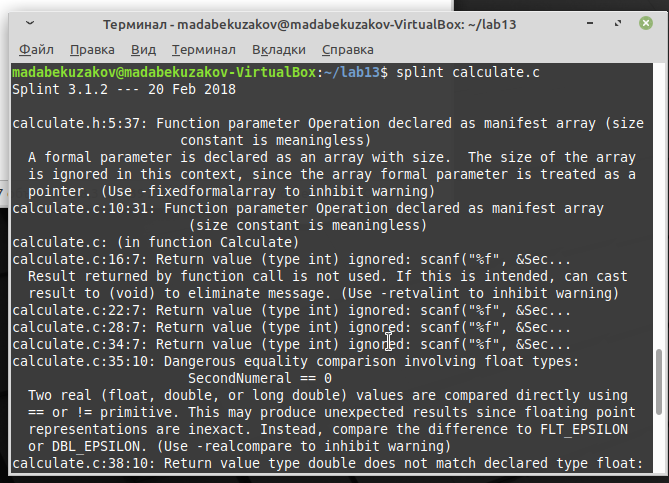 Терминал - madabekuzakov@madabekuzakov-VirtualBox: ~/lab13
Файл Правка Вид Терминал Вкладки Справка
madabekuzakov@madabekuzakov-VirtualBox:~/lab13$ splint calculate.c
Splint 3.1.2 --- 20 Feb 2018
calculate.h:5:37: Function parameter Operation declared as manifest array (size
constant is meaningless)
A formal parameter is declared as an array with size.  The size of the array
is ignored in this context, since the array formal parameter is treated as a
pointer. (Use -fixedformalarray to inhibit warning)
calculate.c:10:31: Function parameter Operation declared as manifest array
(size constant is meaningless)
calculate.c: (in function Calculate)
calculate.c:16:7: Return value (type int) ignored: scanf("%f", &Sec...
Result returned by function call is not used. If this is intended, can cast
result to (void) to eliminate message. (Use -retvalint to inhibit warning)
calculate.c:22:7: Return value (type int) ignored: scanf("%f", &Sec...
calculate.c:28:7: Return value (type int) ignored: scanf("%f", &Sec...
calculate.c:34:7: Return value (type int) ignored: scanf("%f", &Sec...
calculate.c:35:10: Dangerous equality comparison involving float types:
SecondNumeral == 0
Two real (float, double, or long double) values are compared directly using
== or != primitive. This may produce unexpected results since floating point
representations are inexact. Instead, compare the difference to FLT_EPSILON
or DBL_EPSILON. (Use -realcompare to inhibit warning)
calculate.c:38:10: Return value type double does not match declared type float: